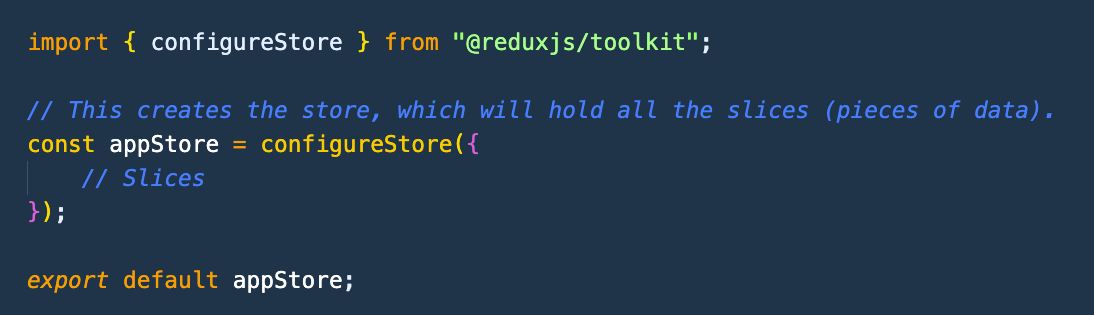 import { configureStore } from "@reduxjs/toolkit";
// This creates the store, which will hold all the slices (pieces of data).
const appStore = configureStore({
    // Slices
});
export default appStore;